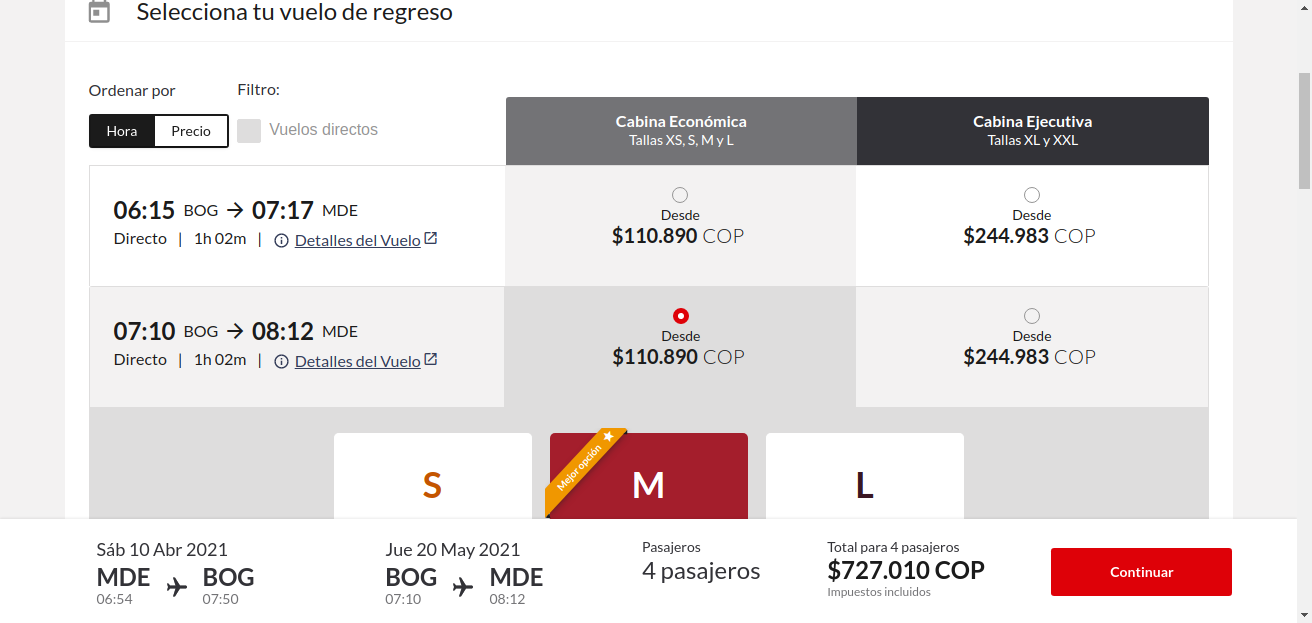 Selecciona tu vuelo de regreso
Ordenar por
Filtro:
Hora
Precio
Vuelos directos
Cabina Económica
Tallas XS, S, M y L
Cabina Ejecutiva
Tallas XL y XXL
06:15 BOG → 07:17 MDE
Directo | 1h 02m | Detalles del Vuelo
Desde
$110.890 COP
Desde
$244.983 COP
07:10 BOG → 08:12 MDE
Directo | 1h 02m | Detalles del Vuelo
Desde
$110.890 COP
Desde
$244.983 COP
S
Mejor opción
M
L
Sáb 10 Abr 2021
MDE BOG
06:54 07:50
Jue 20 May 2021
BOG MDE
07:10 08:12
Pasajeros
4 pasajeros
Total para 4 pasajeros
$727.010 COP
Impuestos incluidos
Continuar